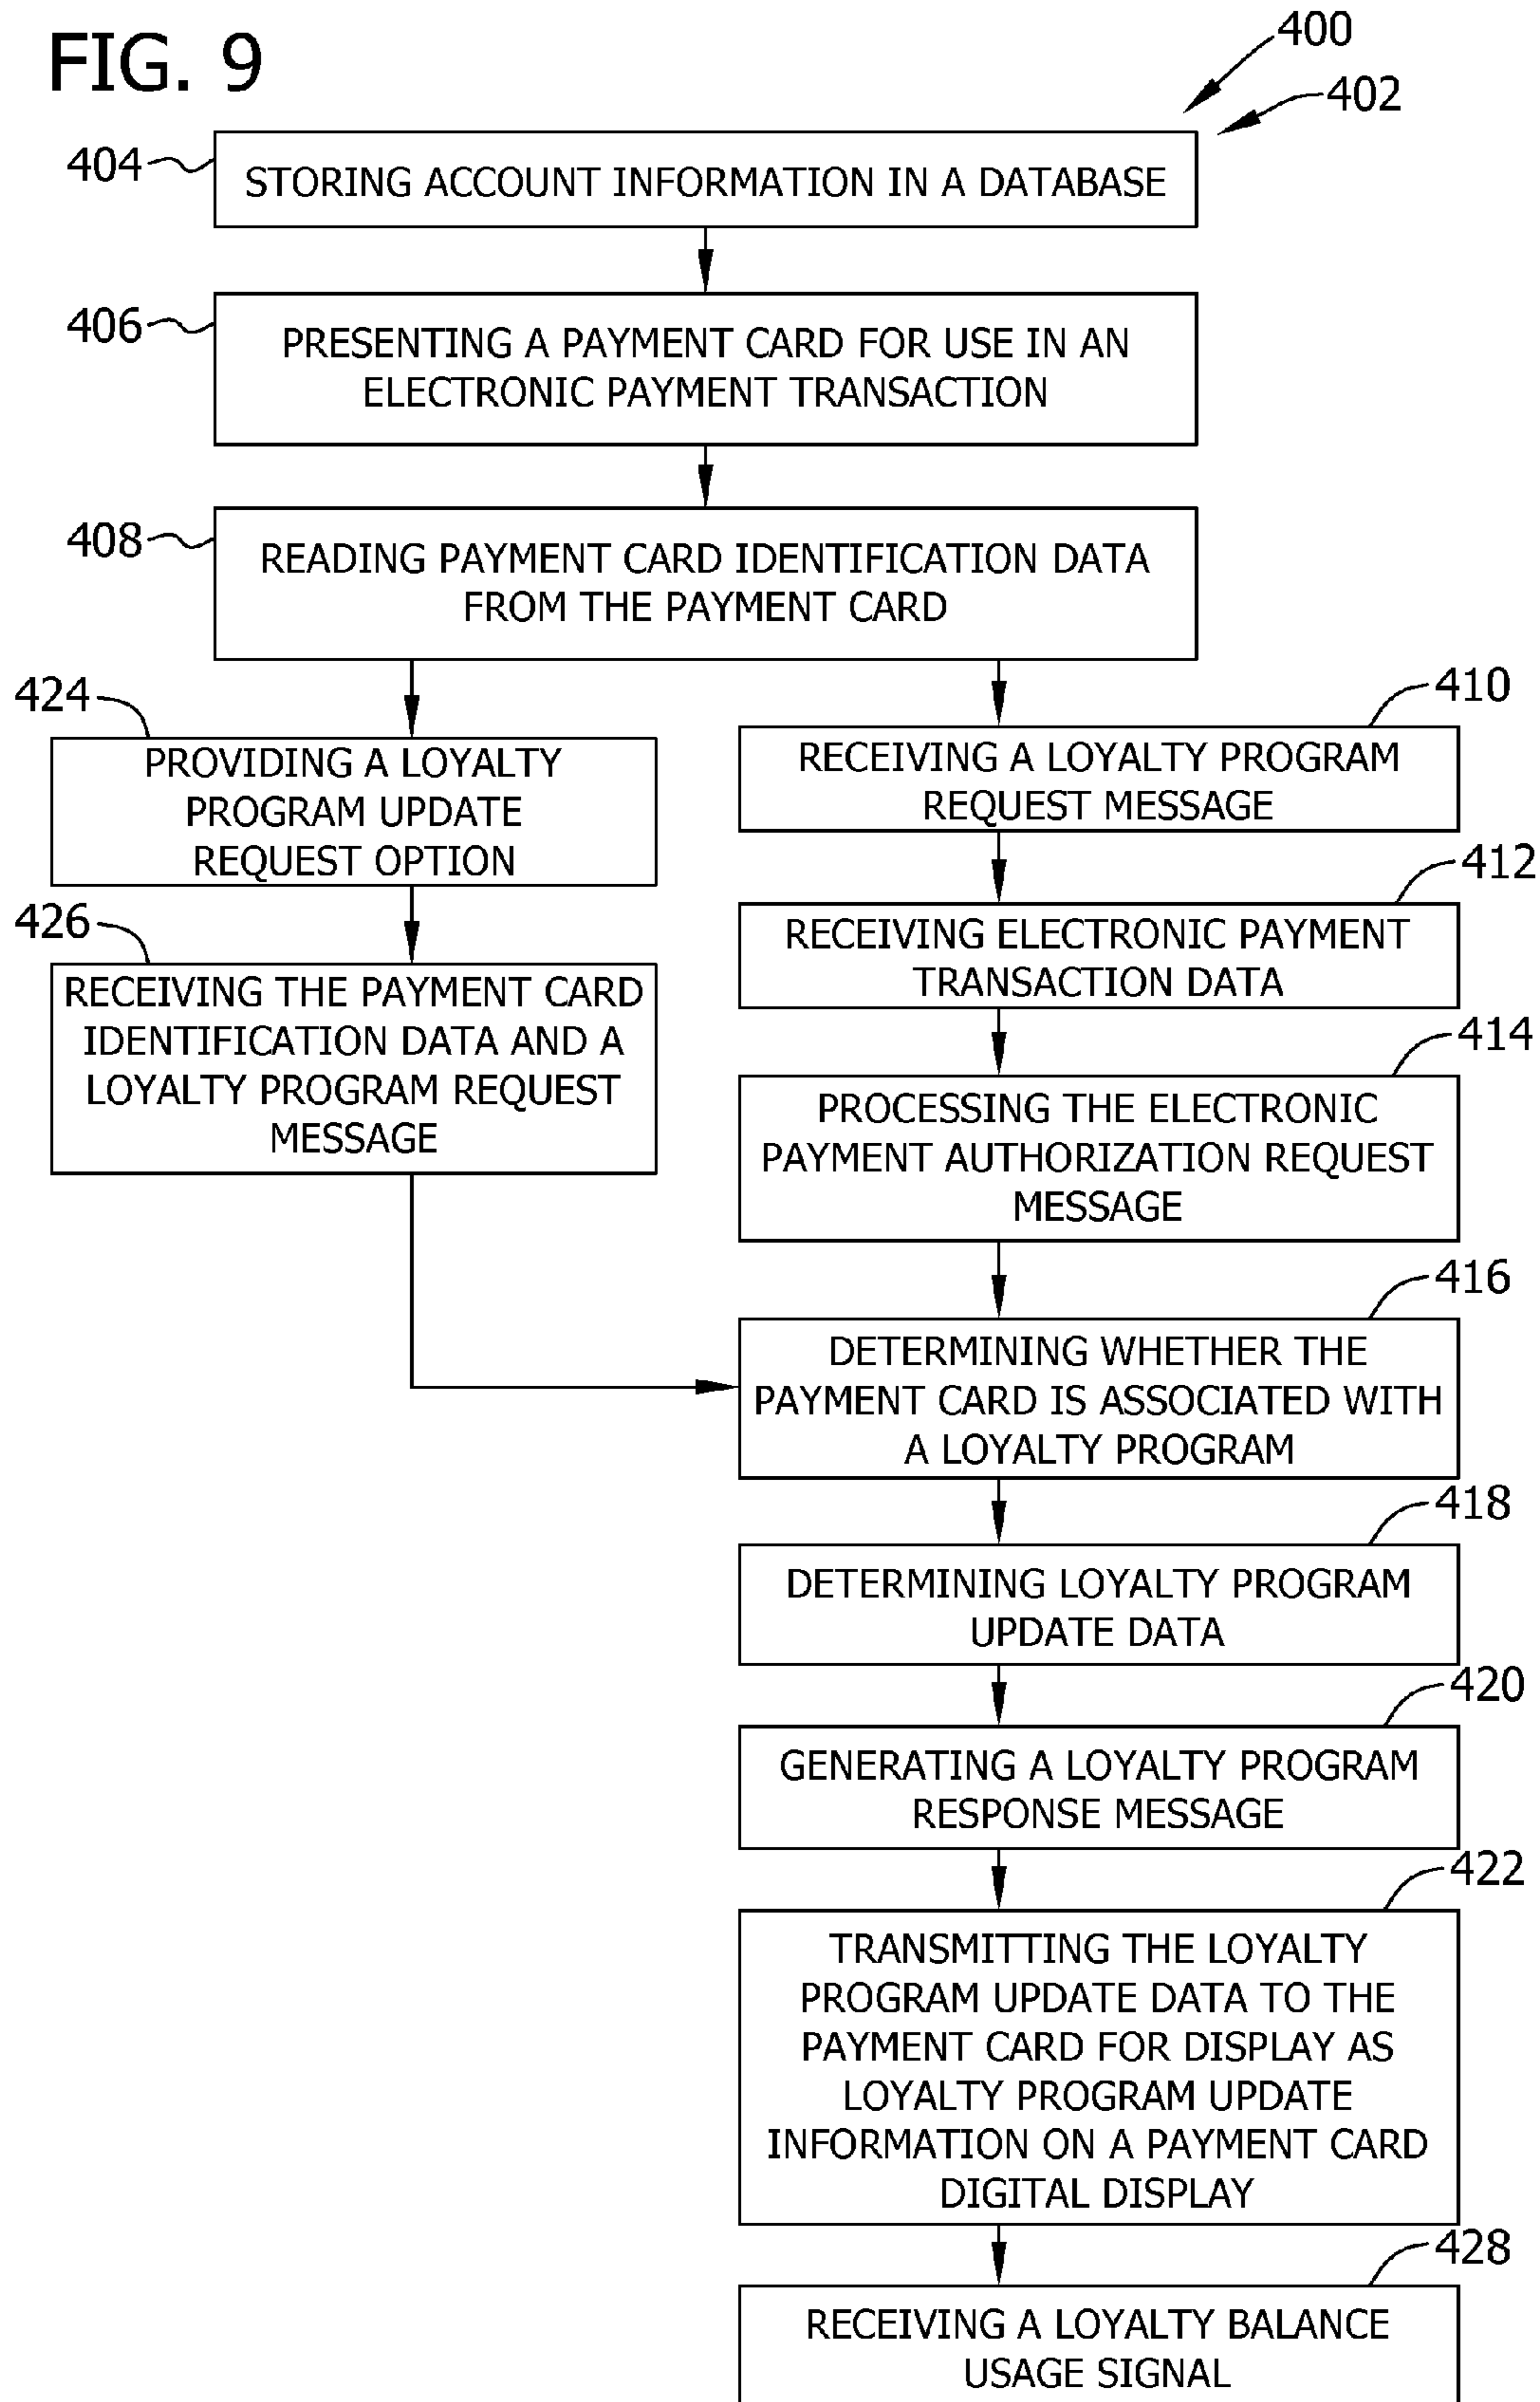 FIG. 9
400
402
404
STORING ACCOUNT INFORMATION IN A DATABASE
406
PRESENTING A PAYMENT CARD FOR USE IN AN
ELECTRONIC PAYMENT TRANSACTION
408
READING PAYMENT CARD IDENTIFICATION DATA
FROM THE PAYMENT CARD
424
PROVIDING A LOYALTY
PROGRAM UPDATE
REQUEST OPTION
426
RECEIVING THE PAYMENT CARD
IDENTIFICATION DATA AND A
LOYALTY PROGRAM REQUEST
MESSAGE
410
RECEIVING A LOYALTY PROGRAM
REQUEST MESSAGE
412
RECEIVING ELECTRONIC PAYMENT
TRANSACTION DATA
414
PROCESSING THE ELECTRONIC
PAYMENT AUTHORIZATION REQUEST
MESSAGE
416
DETERMINING WHETHER THE
PAYMENT CARD IS ASSOCIATED WITH
A LOYALTY PROGRAM
418
DETERMINING LOYALTY PROGRAM
UPDATE DATA
420
GENERATING A LOYALTY PROGRAM
RESPONSE MESSAGE
422
TRANSMITTING THE LOYALTY
PROGRAM UPDATE DATA TO THE
PAYMENT CARD FOR DISPLAY AS
LOYALTY PROGRAM UPDATE
INFORMATION ON A PAYMENT CARD
DIGITAL DISPLAY
428
RECEIVING A LOYALTY BALANCE
USAGE SIGNAL